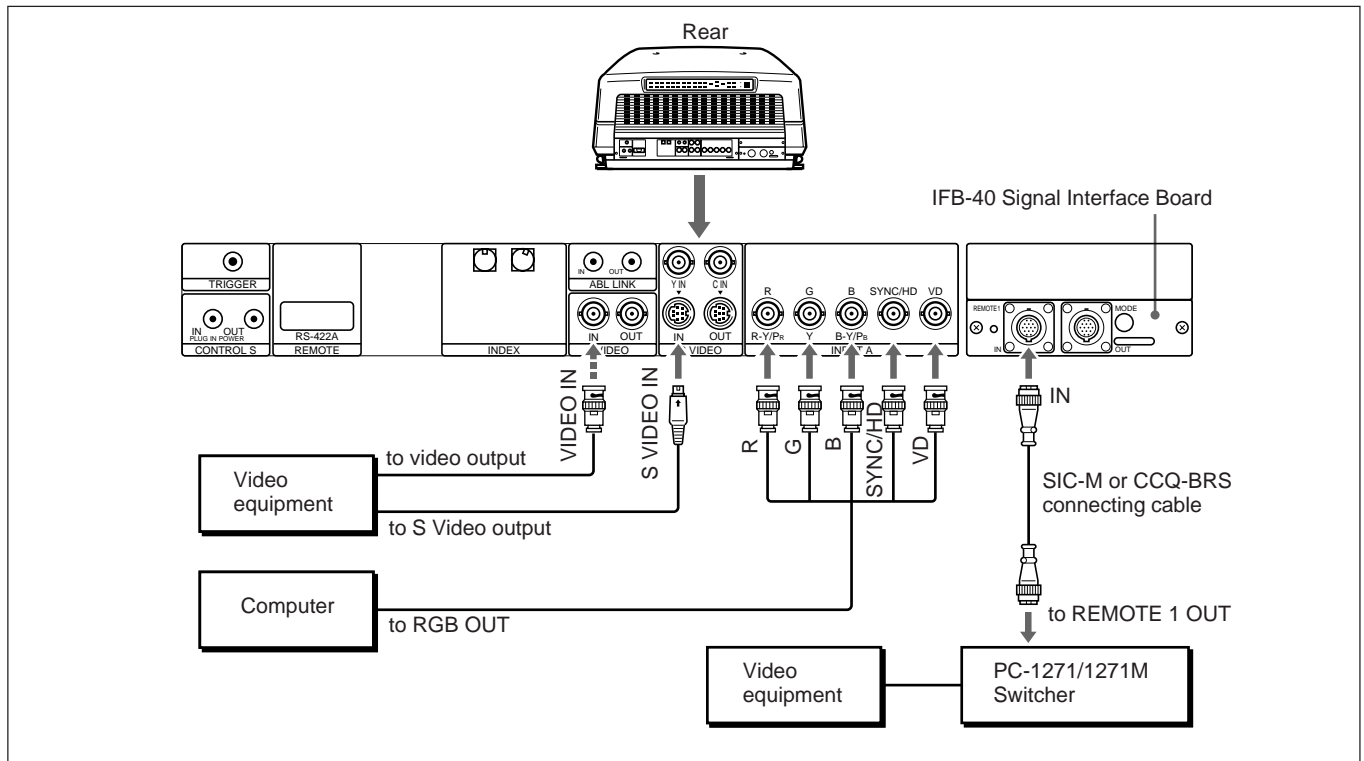 Rear
IFB-40 Signal Interface Board
TRIGGER
IN OUT
PLUG IN POWER
CONTROL S
RS-422A
REMOTE
INDEX
IN OUT
ABL LINK
IN OUT
VIDEO
Y IN C IN
IN OUT
VIDEO
R G B SYNC/HD VD
R-Y/PR Y B-Y/PB
INPUT A
REMOTE1
IN
MODE
OUT
VIDEO IN
S VIDEO IN
R
G
B
SYNC/HD
VD
IN
Video
equipment
to video output
to S Video output
SIC-M or CCQ-BRS
connecting cable
Computer
to RGB OUT
to REMOTE 1 OUT
Video
equipment
PC-1271/1271M
Switcher